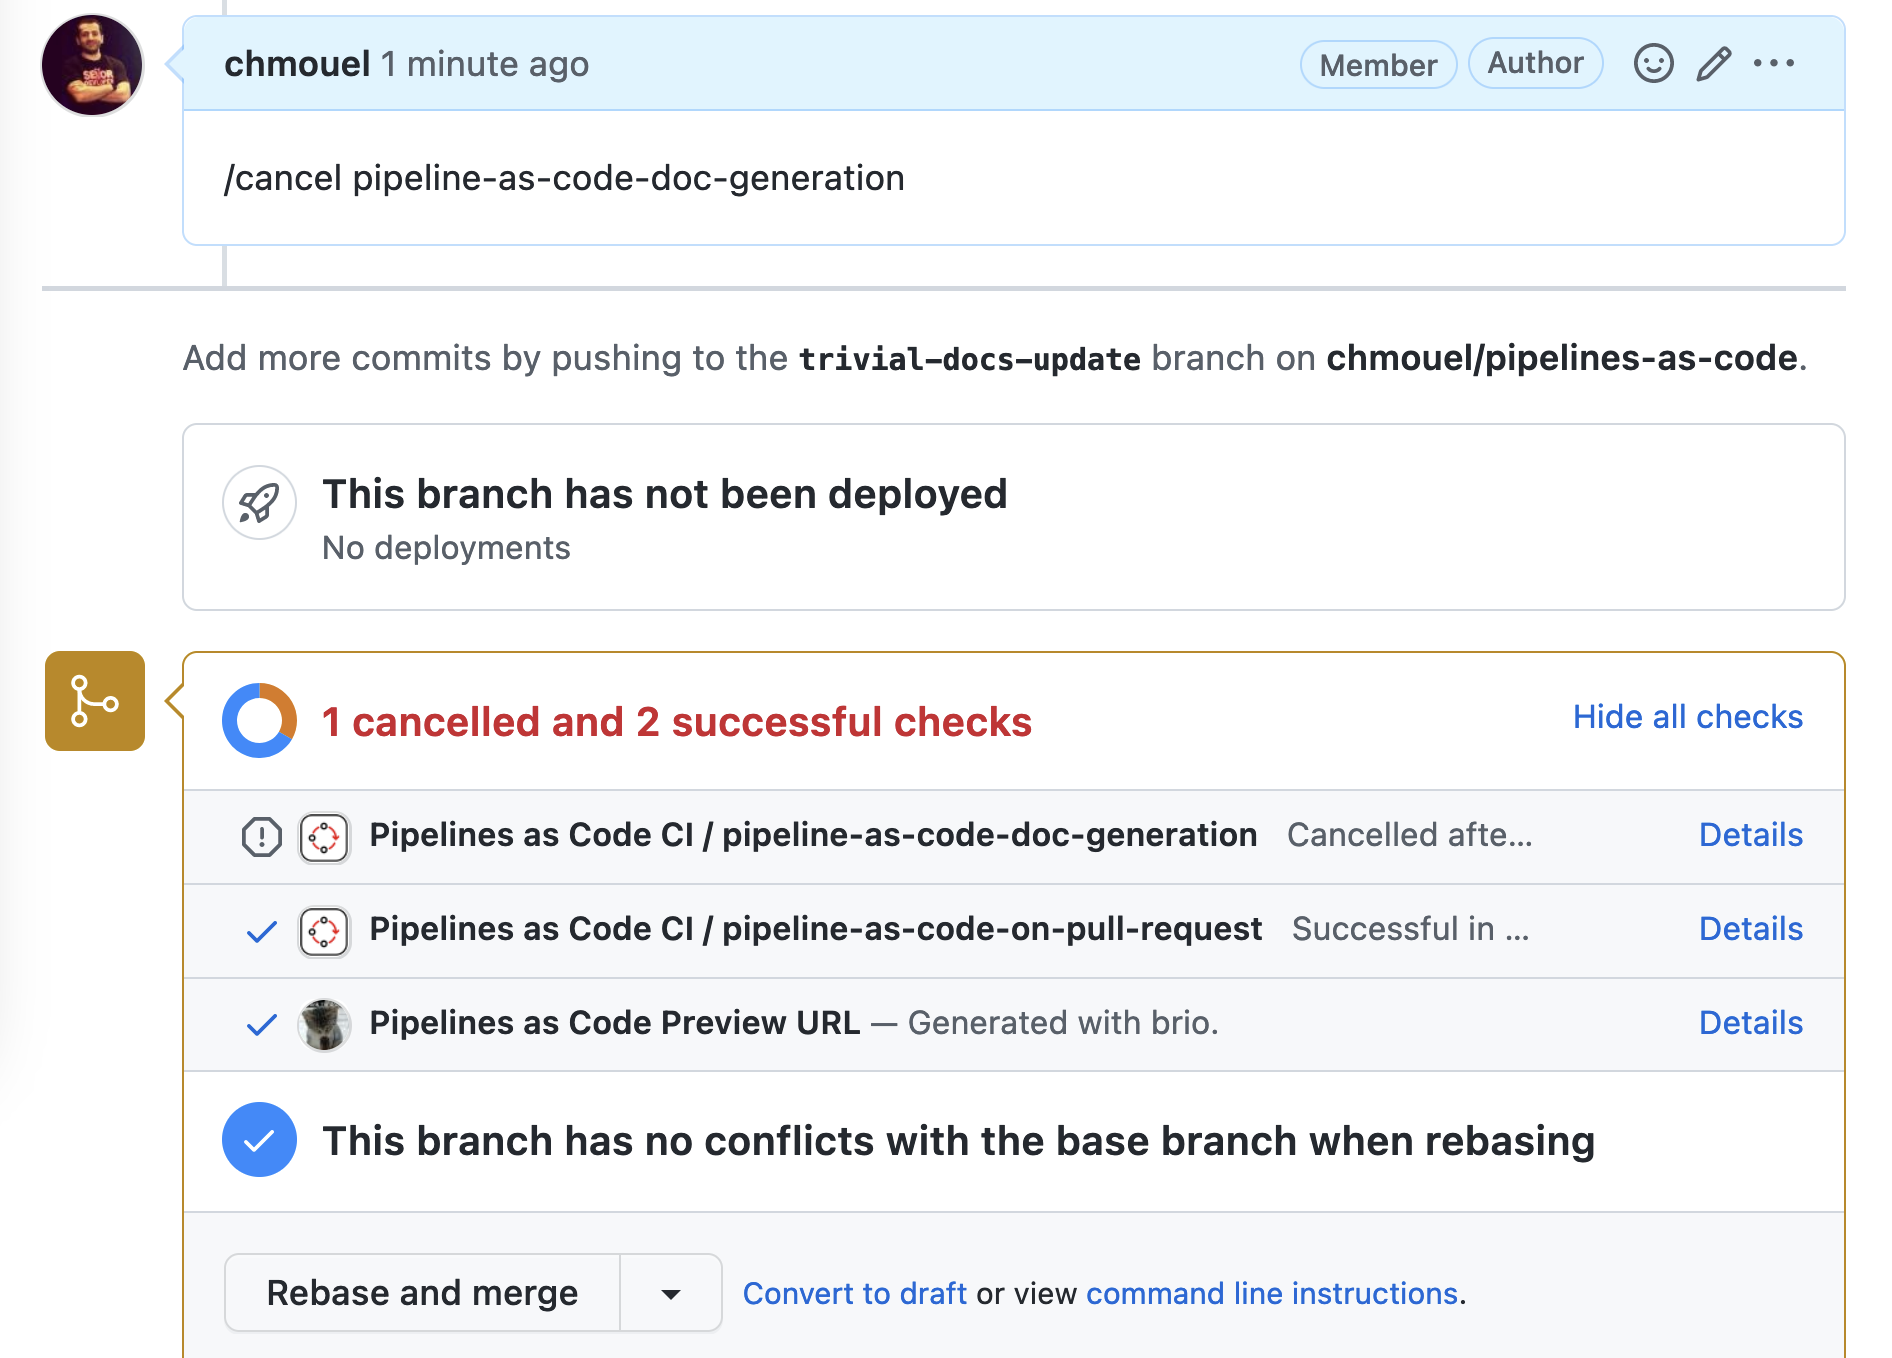 chmouel 1 minute ago Member Author
/cancel pipeline-as-code-doc-generation
Add more commits by pushing to the trivial-docs-update branch on chmouel/pipelines-as-code.
This branch has not been deployed
No deployments
1 cancelled and 2 successful checks Hide all checks
Pipelines as Code CI / pipeline-as-code-doc-generation Cancelled afte... Details
Pipelines as Code CI / pipeline-as-code-on-pull-request Successful in ... Details
Pipelines as Code Preview URL — Generated with brio. Details
This branch has no conflicts with the base branch when rebasing
Rebase and merge Convert to draft or view command line instructions.